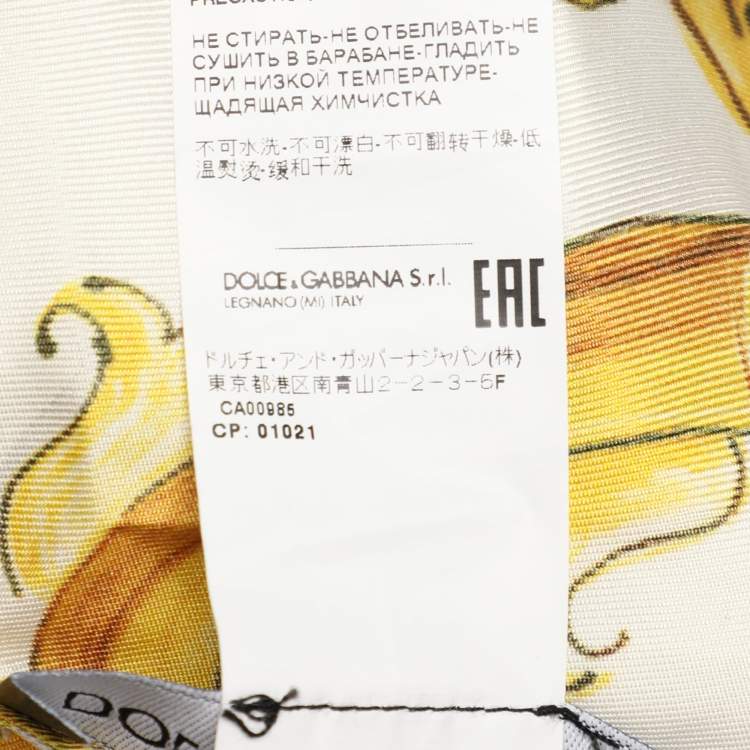 НЕ СТИРАТЬ-НЕ ОТБЕЛИВАТЬ-НЕ
СУШИТЬ В БАРАБАНЕ-ГЛАДИТЬ
ПРИ НИЗКОЙ ТЕМПЕРАТУРЕ-
ЩАДЯЩАЯ ХИМЧИСТКА
不可水洗-不可漂白-不可翻转干燥-低
温熨烫-缓和干洗
DOLCE & GABBANA S.r.l.
LEGNANO (MI) ITALY
EAC
ドルチェ・アンド・ガッバーナジャパン(株)
東京都港区南青山2-2-3-5F
CA00985
CP: 01021